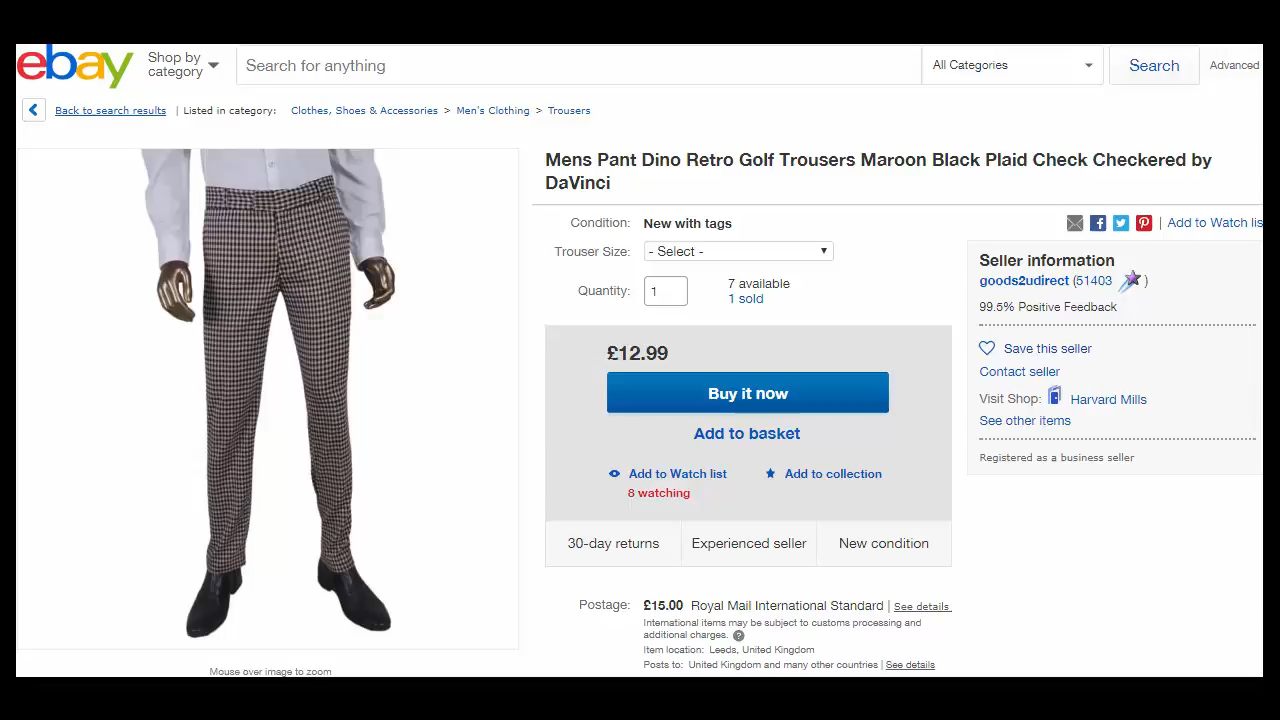 ebay
Shop by
category
Search for anything
All Categories
Search
Advanced
Back to search results | Listed in category: Clothes, Shoes & Accessories > Men's Clothing > Trousers
Mens Pant Dino Retro Golf Trousers Maroon Black Plaid Check Checkered by
DaVinci
Condition: New with tags
Trouser Size: - Select -
Quantity: 1
7 available
1 sold
£12.99
Buy it now
Add to basket
Add to Watch list
8 watching
Add to collection
30-day returns
Experienced seller
New condition
Postage: £15.00 Royal Mail International Standard | See details
International items may be subject to customs processing and
additional charges. ?
Item location: Leeds, United Kingdom
Posts to: United Kingdom and many other countries | See details
| Add to Watch lis
Seller information
goods2udirect (51403 )
99.5% Positive Feedback
Save this seller
Contact seller
Visit Shop: Harvard Mills
See other items
Registered as a business seller
Mouse over image to zoom